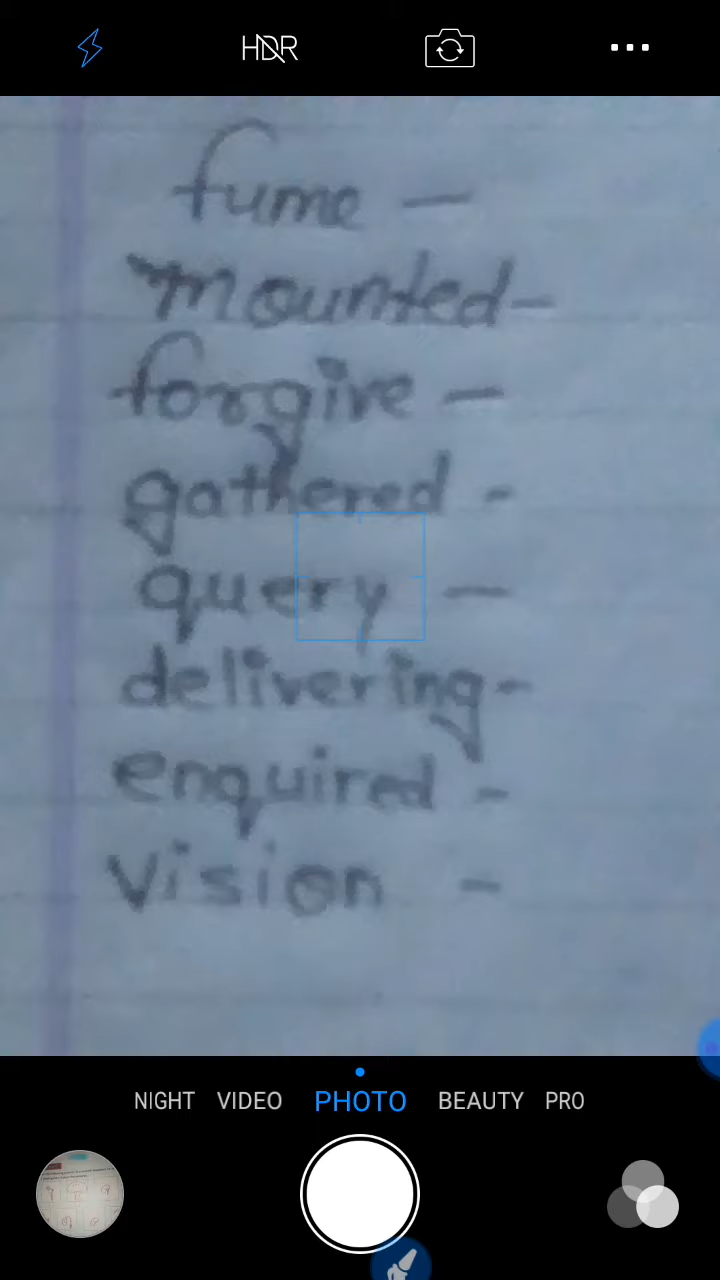 HDR
fume —
mounted-
forgive —
gathered -
query —
delivering-
enquired -
Vision -
NIGHT VIDEO PHOTO BEAUTY PRO